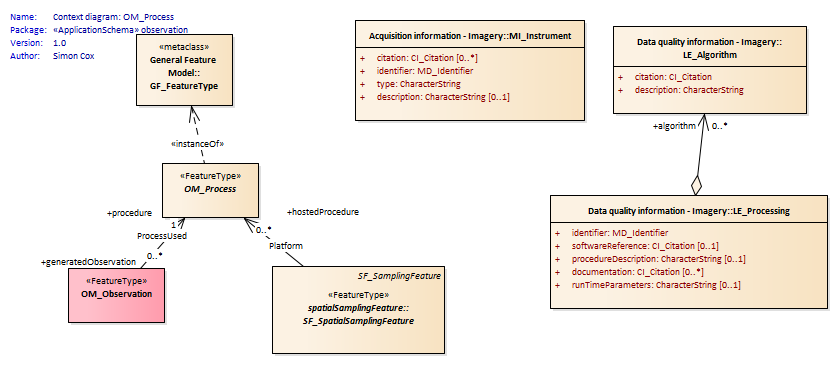 Name: Context diagram: OM_Process
Package: «ApplicationSchema» observation
Version: 1.0
Author: Simon Cox
«metaclass»
General Feature
Model::
GF_FeatureType
«instanceOf»
«FeatureType»
OM_Process
+procedure
1
ProcessUsed
0..*
+generatedObservation
«FeatureType»
OM_Observation
+hostedProcedure
0..*
Platform
SF_SamplingFeature
«FeatureType»
spatialSamplingFeature::
SF_SpatialSamplingFeature
Acquisition information - Imagery::MI_Instrument
+ citation: CI_Citation [0..*]
+ identifier: MD_Identifier
+ type: CharacterString
+ description: CharacterString [0..1]
Data quality information - Imagery::
LE_Algorithm
+ citation: CI_Citation
+ description: CharacterString
+algorithm 0..*
Data quality information - Imagery::LE_Processing
+ identifier: MD_Identifier
+ softwareReference: CI_Citation [0..1]
+ procedureDescription: CharacterString [0..1]
+ documentation: CI_Citation [0..*]
+ runTimeParameters: CharacterString [0..1]